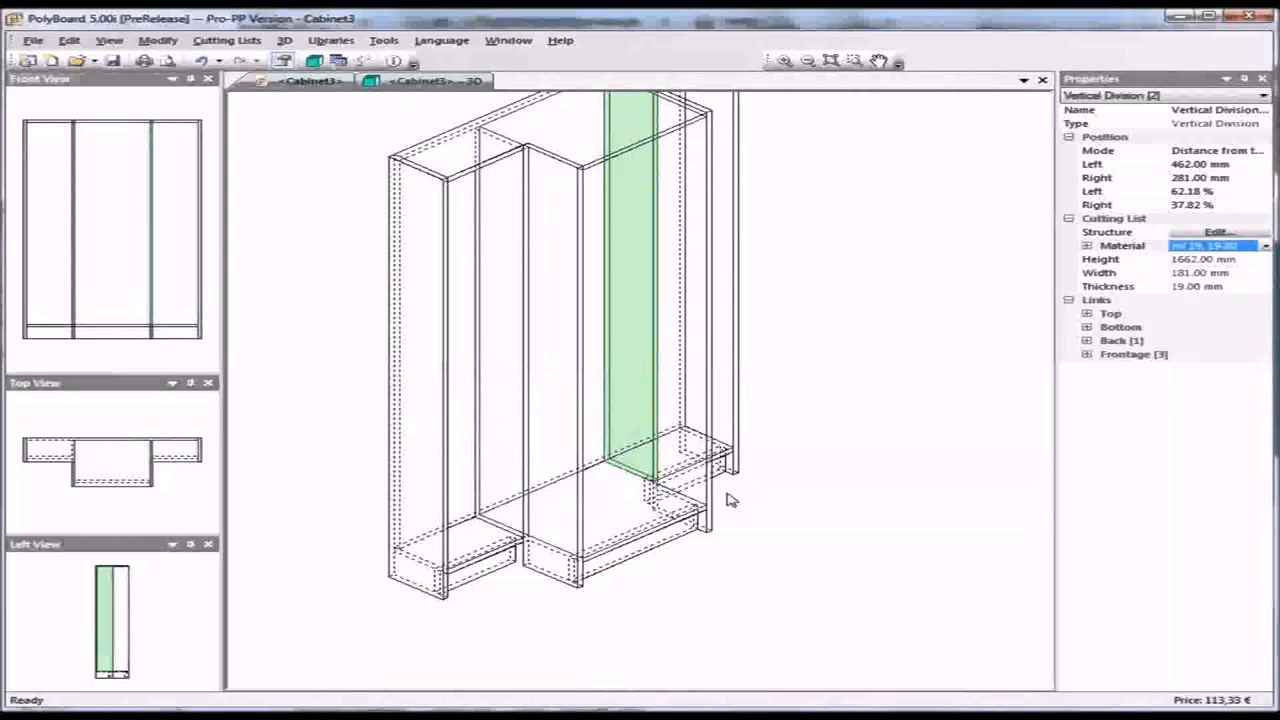 PolyBoard 5.00i [PreRelease] — Pro-PP Version - Cabinet3
File Edit View Modify Cutting Lists 3D Libraries Tools Language Window Help
Front View
<Cabinet3> <Cabinet3> — 3D
Properties
Vertical Division [2]
Name Vertical Division...
Type Vertical Division
Position
Mode Distance from t...
Left 462.00 mm
Right 281.00 mm
Left 62.18 %
Right 37.82 %
Cutting List
Structure Edit...
Material
Height 1662.00 mm
Width 181.00 mm
Thickness 19.00 mm
Links
Top
Bottom
Back [1]
Frontage [3]
Top View
Left View
Ready
Price: 113,33 €